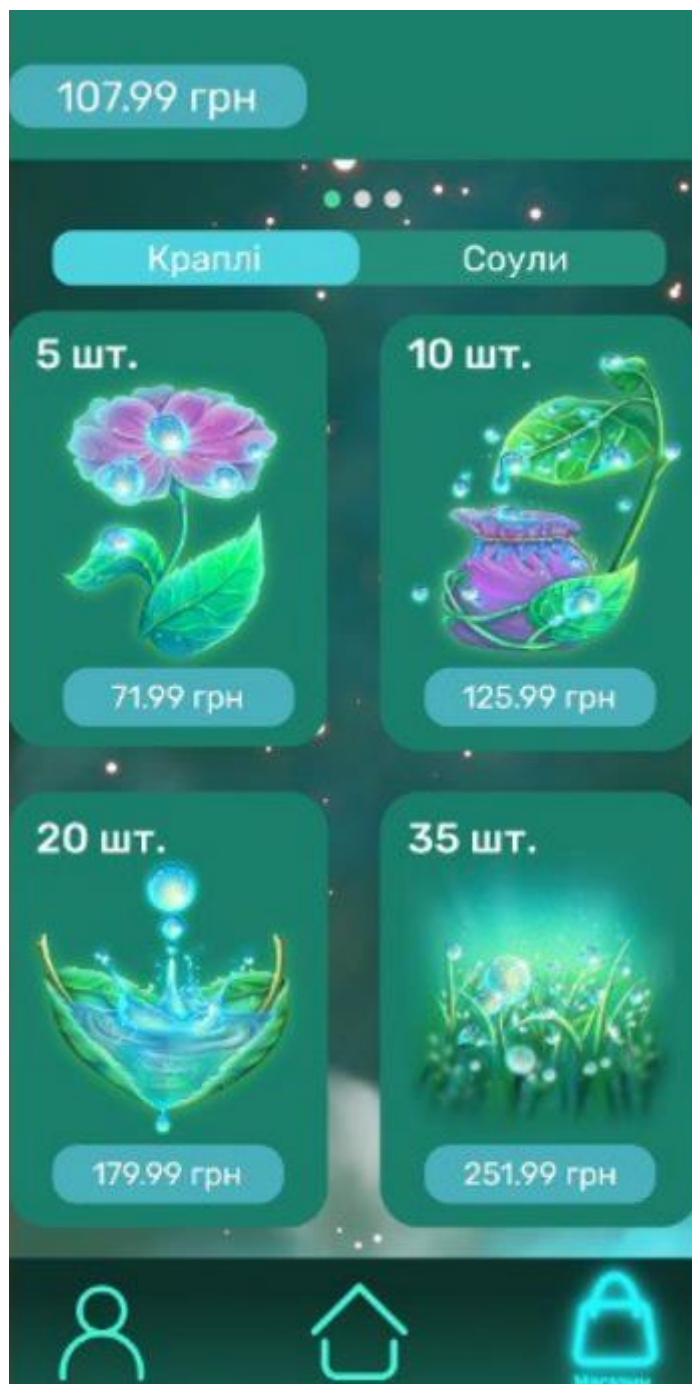 107.99 грн
Краплі
Соули
5 шт.
10 шт.
71.99 грн
125.99 грн
20 шт.
35 шт.
179.99 грн
251.99 грн
Магазин